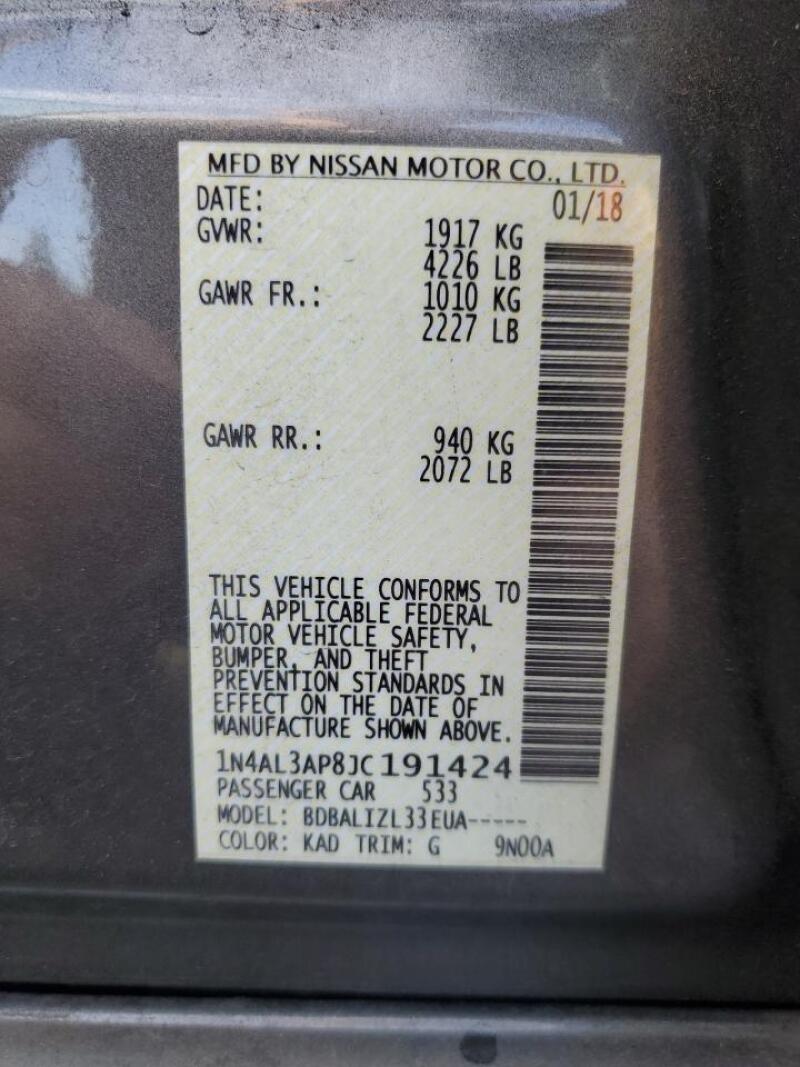 MFD BY NISSAN MOTOR CO., LTD.
DATE: 01/18
GVWR: 1917 KG
4226 LB
GAWR FR.: 1010 KG
2227 LB
GAWR RR.: 940 KG
2072 LB
THIS VEHICLE CONFORMS TO
ALL APPLICABLE FEDERAL
MOTOR VEHICLE SAFETY,
BUMPER, AND THEFT
PREVENTION STANDARDS IN
EFFECT ON THE DATE OF
MANUFACTURE SHOWN ABOVE.
1N4AL3AP8JC191424
PASSENGER CAR 533
MODEL: BDBALIZL33EUA-----
COLOR: KAD TRIM: G 9N00A